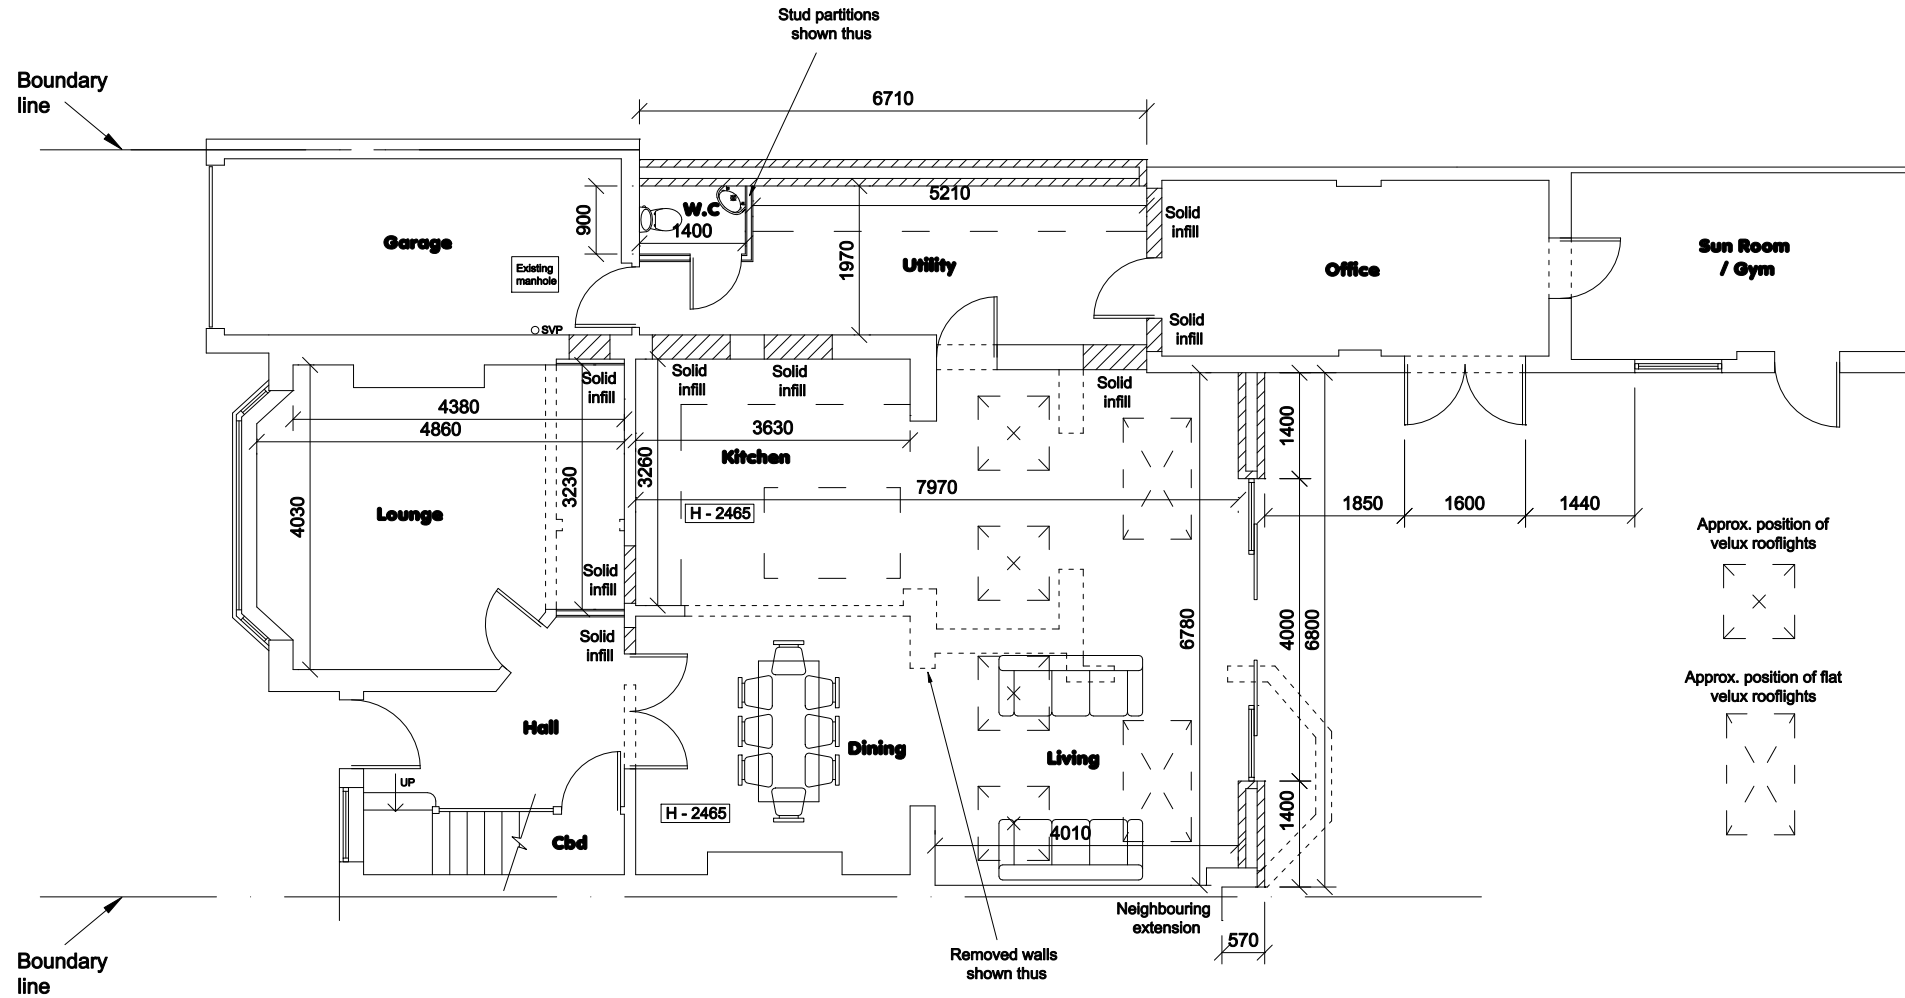 Stud partitions
shown thus
Boundary
line
6710
5210
W.C
1400
900
1970
Garage
Existing
manhole
SVP
Utility
Solid
infill
Office
Sun Room
/ Gym
Solid
infill
Solid
infill
Solid
infill
Solid
infill
Solid
infill
4380
4860
3630
Kitchen
3260
3230
4030
Lounge
7970
H - 2465
1400
1850
1600
1440
Approx. position of
velux rooflights
Solid
infill
Solid
infill
6780
4000
6800
Approx. position of flat
velux rooflights
Hall
Dining
Living
UP
H - 2465
Cbd
4010
1400
Neighbouring
extension
570
Removed walls
shown thus
Boundary
line